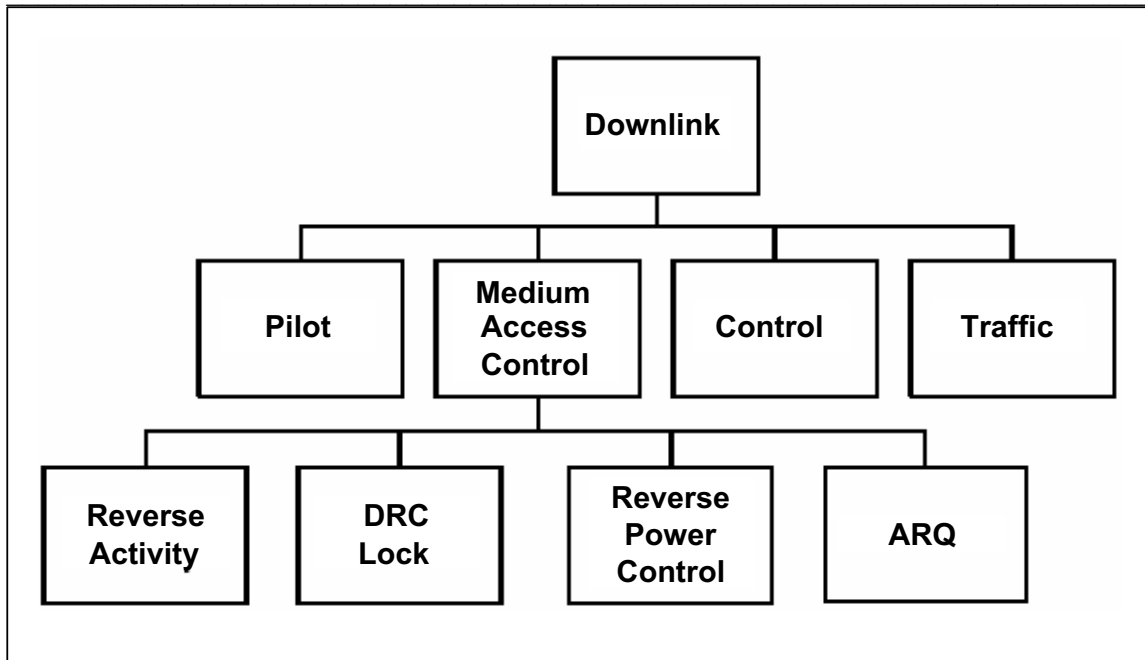 Downlink
Pilot
Medium
Access
Control
Control
Traffic
Reverse
Activity
DRC
Lock
Reverse
Power
Control
ARQ